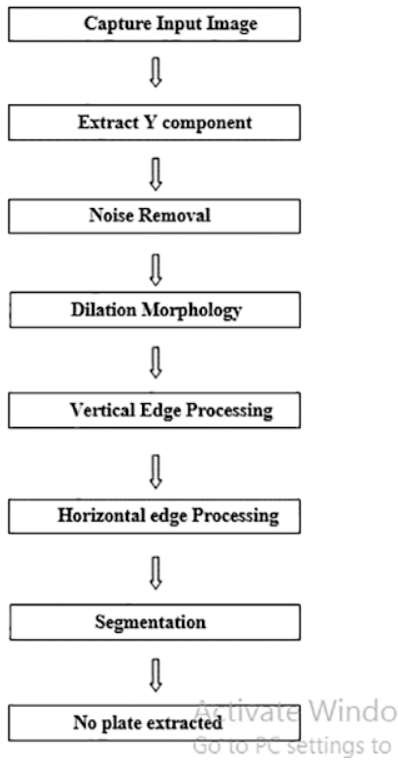 Capture Input Image
Extract Y component
Noise Removal
Dilation Morphology
Vertical Edge Processing
Horizontal edge Processing
Segmentation
No plate extracted
Activate Windo
Go to PC settings to